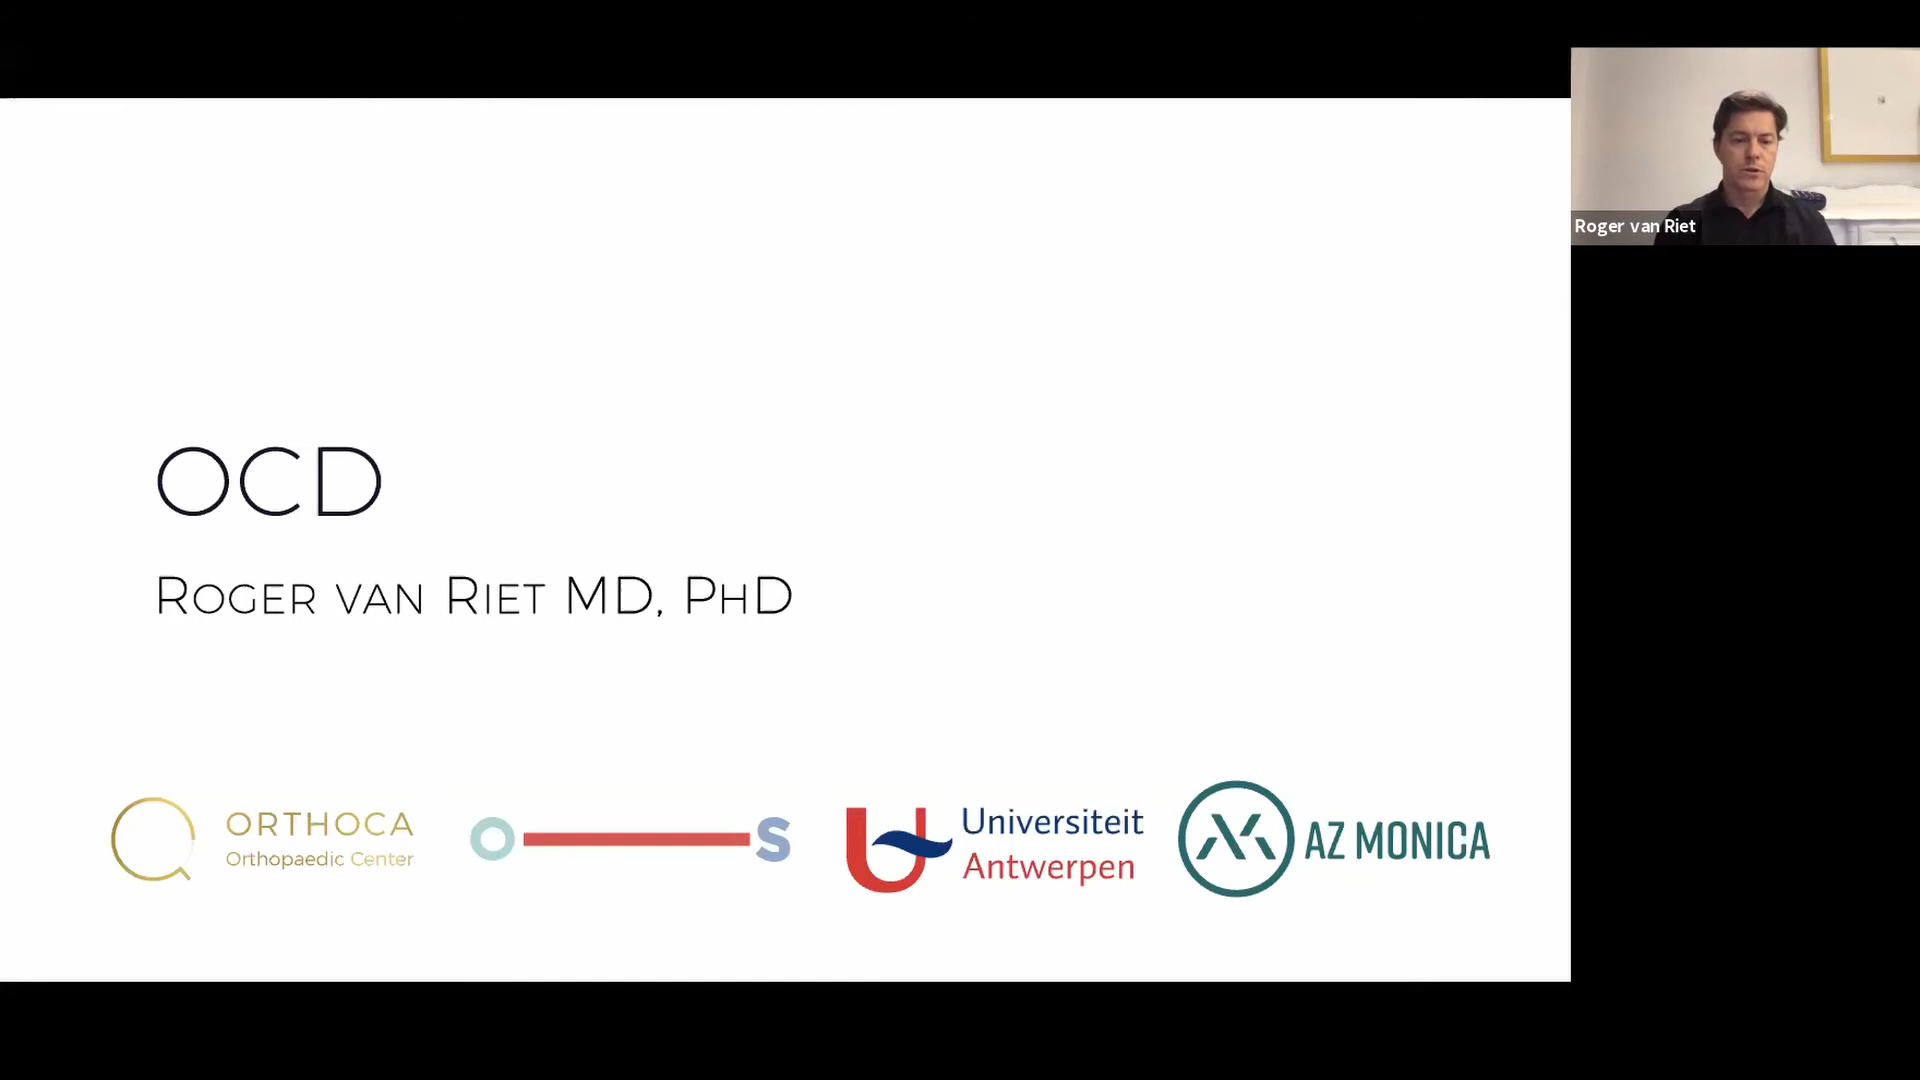 OCD
ROGER VAN RIET MD, PHD
ORTHOCA
Orthopaedic Center
O S
Universiteit
Antwerpen
AZ MONICA
Roger van Riet